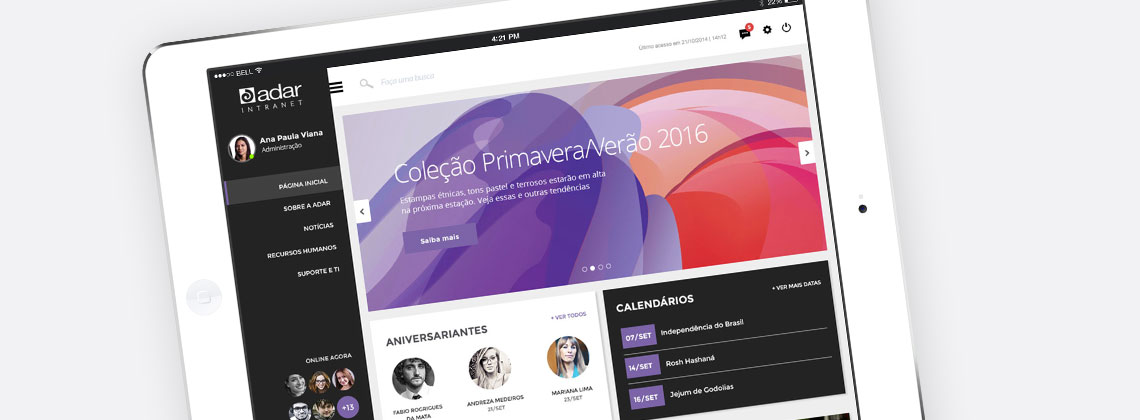 ●●●○○ BELL
4:21 PM
22%
adar
INTRANET
Ana Paula Viana
Administração
PÁGINA INICIAL
SOBRE A ADAR
NOTÍCIAS
RECURSOS HUMANOS
SUPORTE E TI
ONLINE AGORA
+13
Faça uma busca
Último acesso em 21/10/2014 | 14h12
Coleção Primavera/Verão 2016
Estampas étnicas, tons pastel e terrosos estarão em alta
na próxima estação. Veja essas e outras tendências
Saiba mais
ANIVERSARIANTES
+ VER TODOS
FABIO RODRIGUES
DA MATA
ANDREZA MEDEIROS
21/SET
MARIANA LIMA
23/SET
CALENDÁRIOS
+ VER MAIS DATAS
07/SET
Independência do Brasil
14/SET
Rosh Hashaná
16/SET
Jejum de Godolias